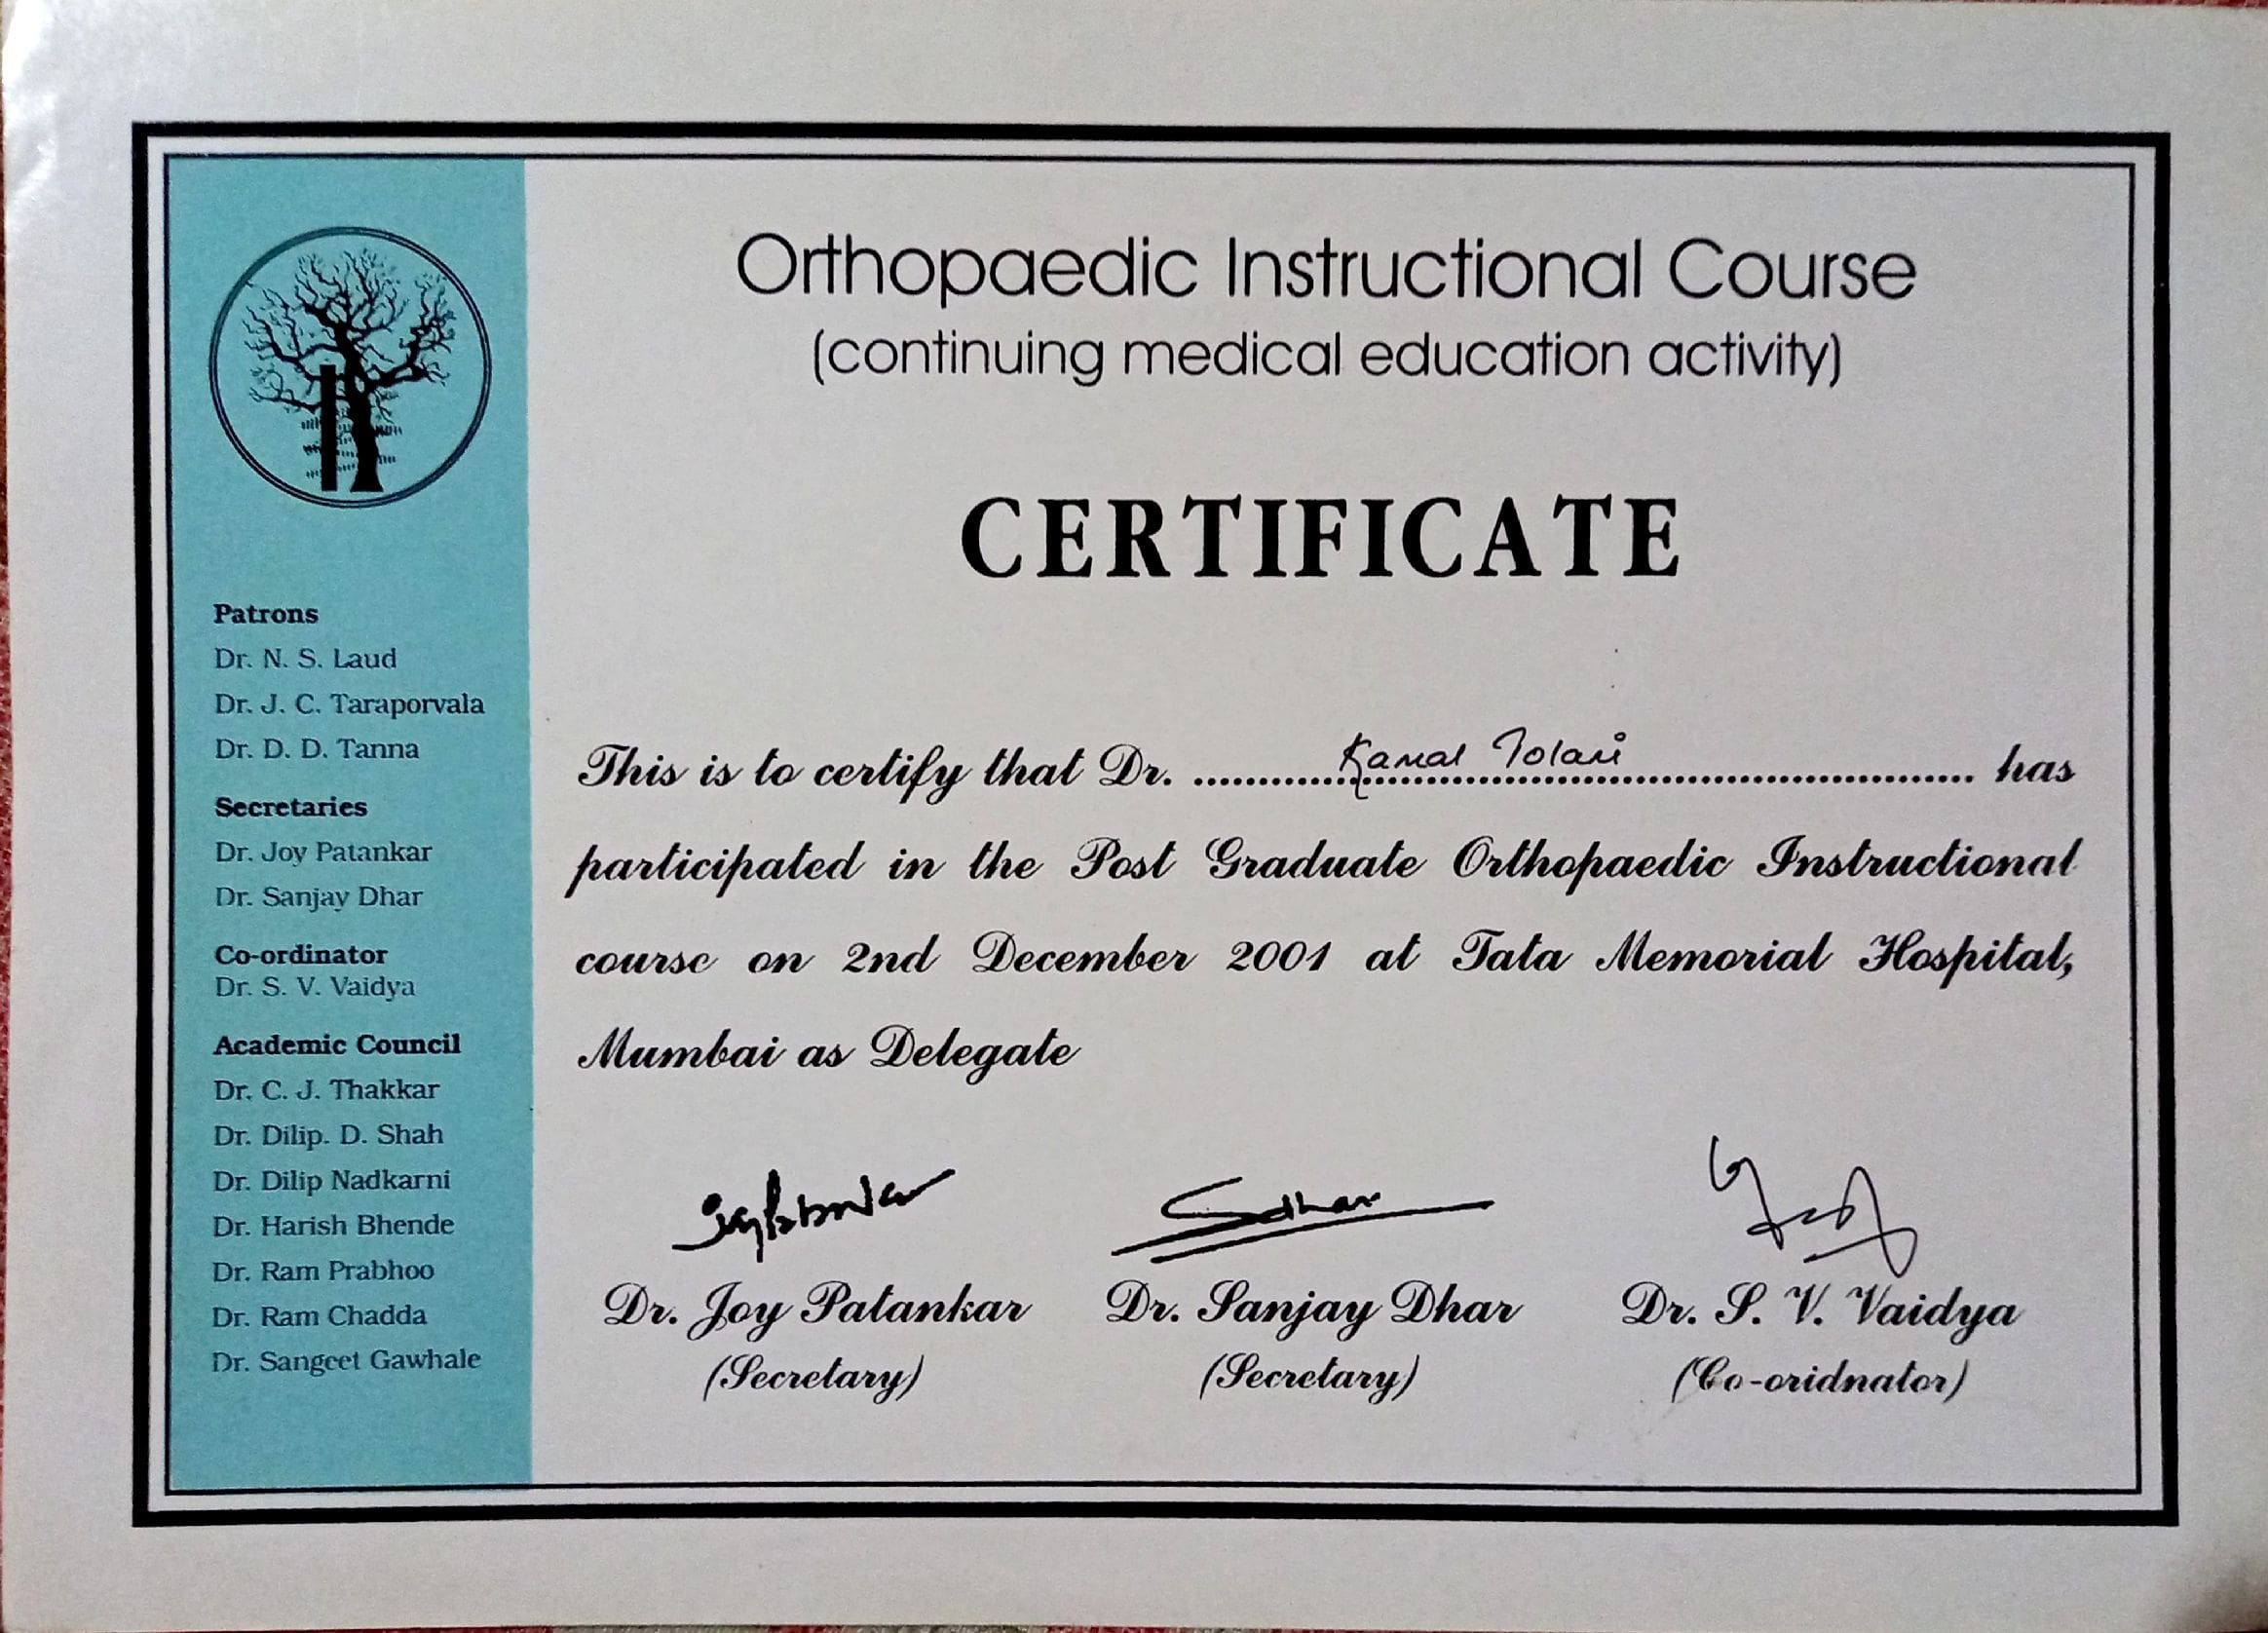 Orthopaedic Instructional Course
(continuing medical education activity)
CERTIFICATE
Patrons
Dr. N. S. Laud
Dr. J. C. Taraporvala
Dr. D. D. Tanna
Secretaries
Dr. Joy Patankar
Dr. Sanjay Dhar
Co-ordinator
Dr. S. V. Vaidya
Academic Council
Dr. C. J. Thakkar
Dr. Dilip. D. Shah
Dr. Dilip Nadkarni
Dr. Harish Bhende
Dr. Ram Prabhoo
Dr. Ram Chadda
Dr. Sangeet Gawhale
This is to certify that Dr. Kamal Tolani has
participated in the Post Graduate Orthopaedic Instructional
course on 2nd December 2001 at Tata Memorial Hospital,
Mumbai as Delegate
SDhar
Dr. Joy Patankar Dr. Sanjay Dhar Dr. S. V. Vaidya
(Secretary) (Secretary) (Co-oridnator)